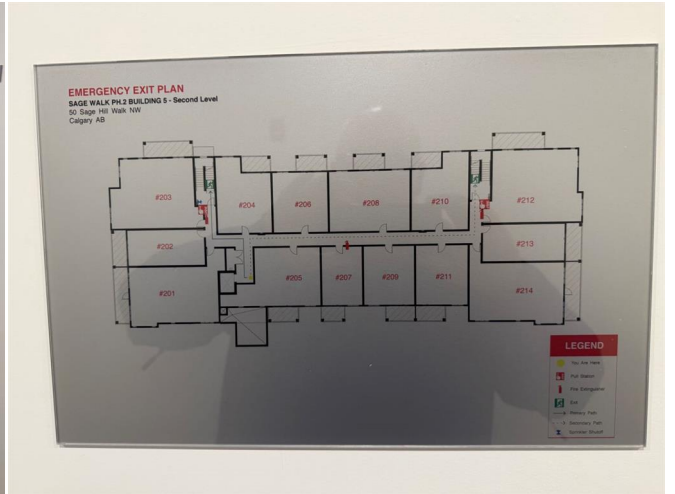 EMERGENCY EXIT PLAN
SAGE WALK PH.2 BUILDING 5 - Second Level
50 Sage Hill Walk NW
Calgary AB
#203
#204
#206
#208
#210
#212
#202
#213
#201
#205
#207
#209
#211
#214
LEGEND
You Are Here
Pull Station
Fire Extinguisher
Exit
Primary Path
Secondary Path
Sprinkler Shutoff